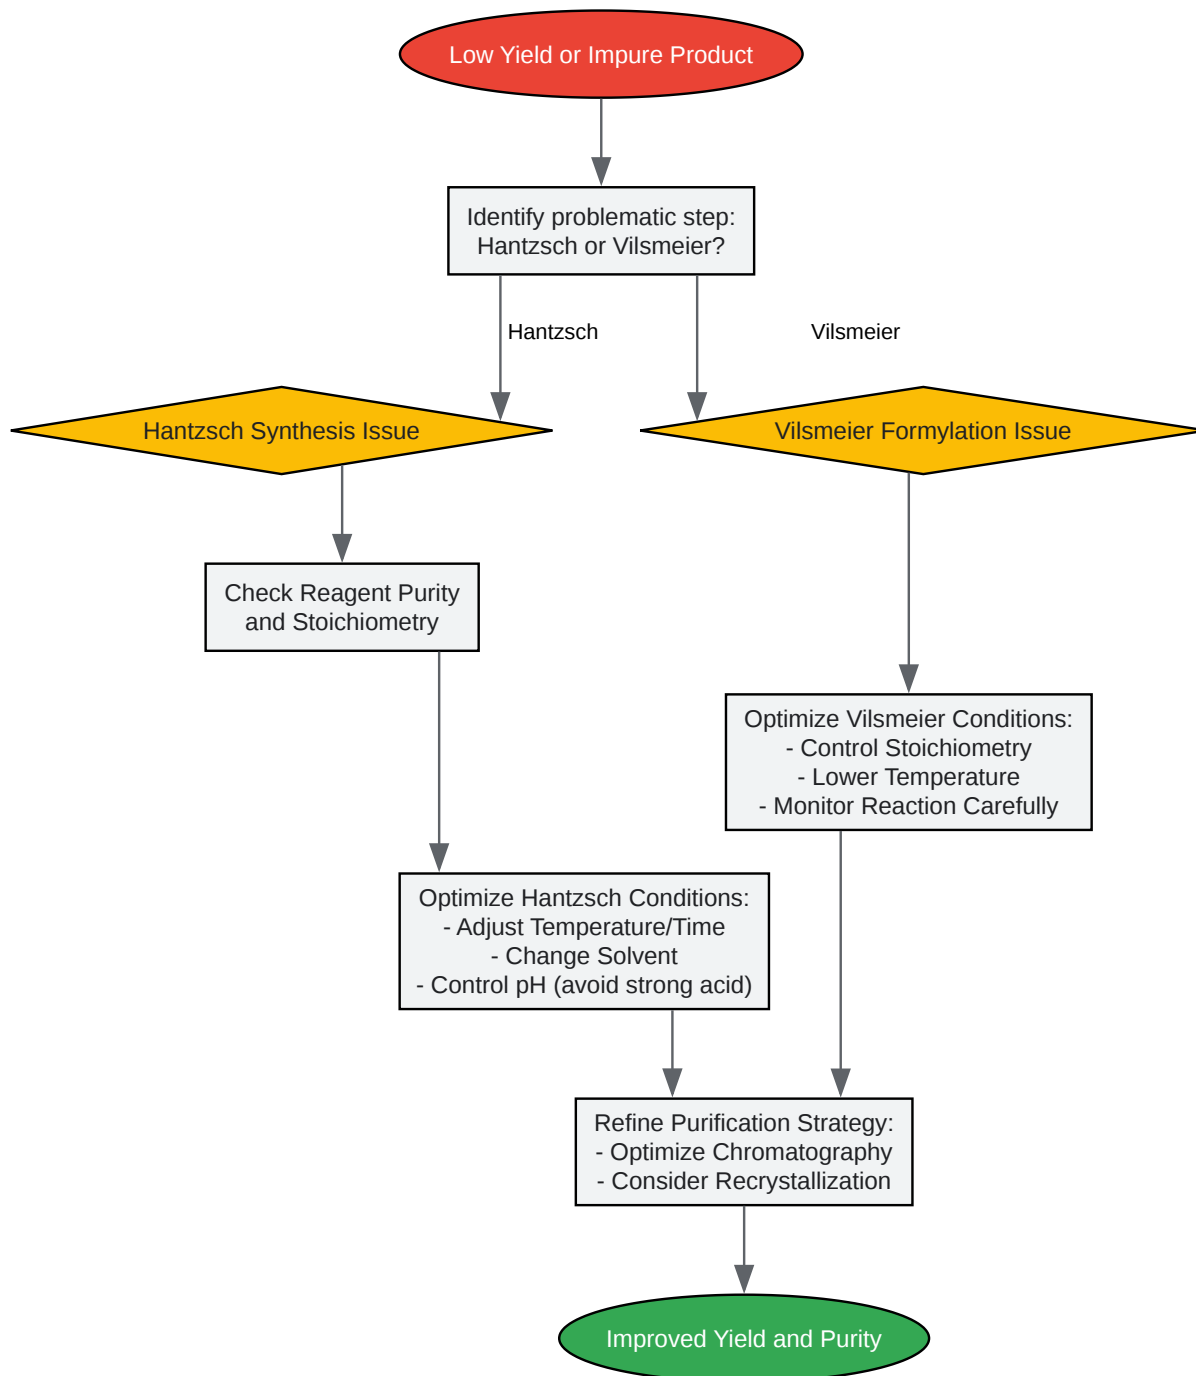 Low Yield or Impure Product
Identify problematic step:
Hantzsch or Vilsmeier?
Hantzsch
Vilsmeier
Hantzsch Synthesis Issue
Vilsmeier Formylation Issue
Check Reagent Purity
and Stoichiometry
Optimize Vilsmeier Conditions:
- Control Stoichiometry
- Lower Temperature
- Monitor Reaction Carefully
Optimize Hantzsch Conditions:
- Adjust Temperature/Time
- Change Solvent
- Control pH (avoid strong acid)
Refine Purification Strategy:
- Optimize Chromatography
- Consider Recrystallization
Improved Yield and Purity